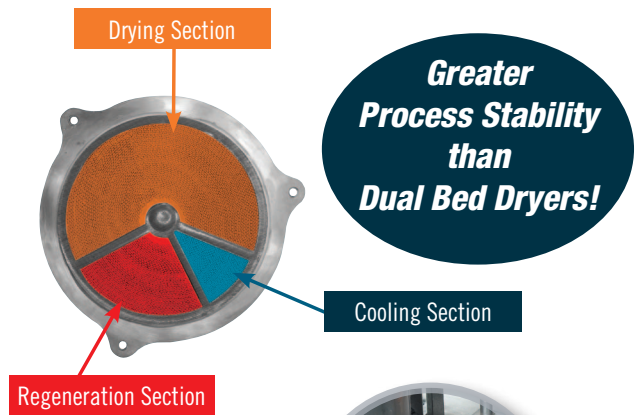 Drying Section
Greater
Process Stability
than
Dual Bed Dryers!
Cooling Section
Regeneration Section